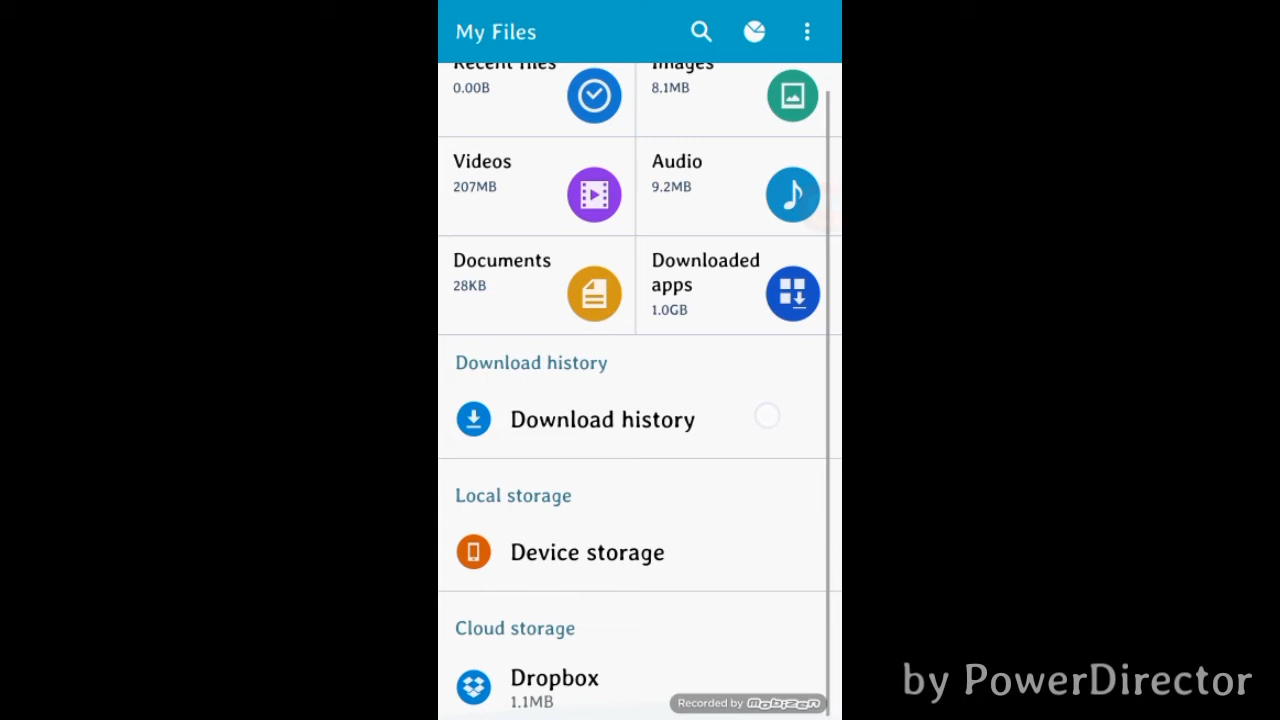 My Files
Recent files
0.00B
Images
8.1MB
Videos
207MB
Audio
9.2MB
Documents
28KB
Downloaded
apps
1.0GB
Download history
Download history
Local storage
Device storage
Cloud storage
Dropbox
1.1MB
Recorded by mobizen
by PowerDirector